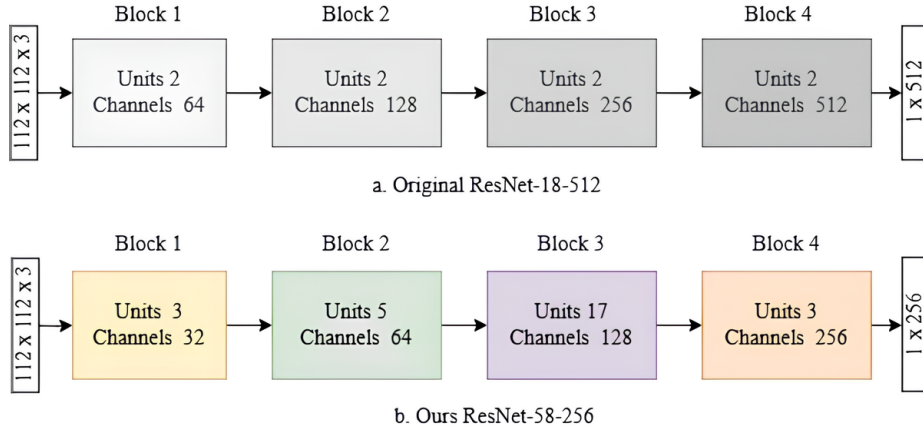 Block 1
Block 2
Block 3
Block 4
112 x 112 x 3
Units 2
Channels 64
Units 2
Channels 128
Units 2
Channels 256
Units 2
Channels 512
1 x 512
a. Original ResNet-18-512
Block 1
Block 2
Block 3
Block 4
112 x 112 x 3
Units 3
Channels 32
Units 5
Channels 64
Units 17
Channels 128
Units 3
Channels 256
1 x 256
b. Ours ResNet-58-256